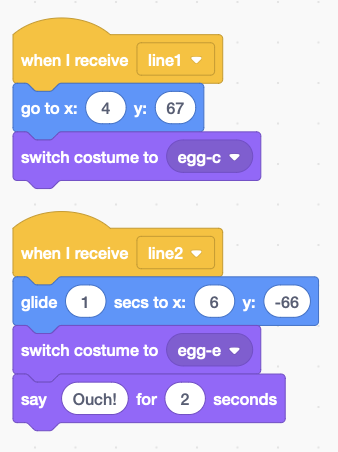 when I receive line1
go to x: 4 y: 67
switch costume to egg-c
when I receive line2
glide 1 secs to x: 6 y: -66
switch costume to egg-e
say Ouch! for 2 seconds